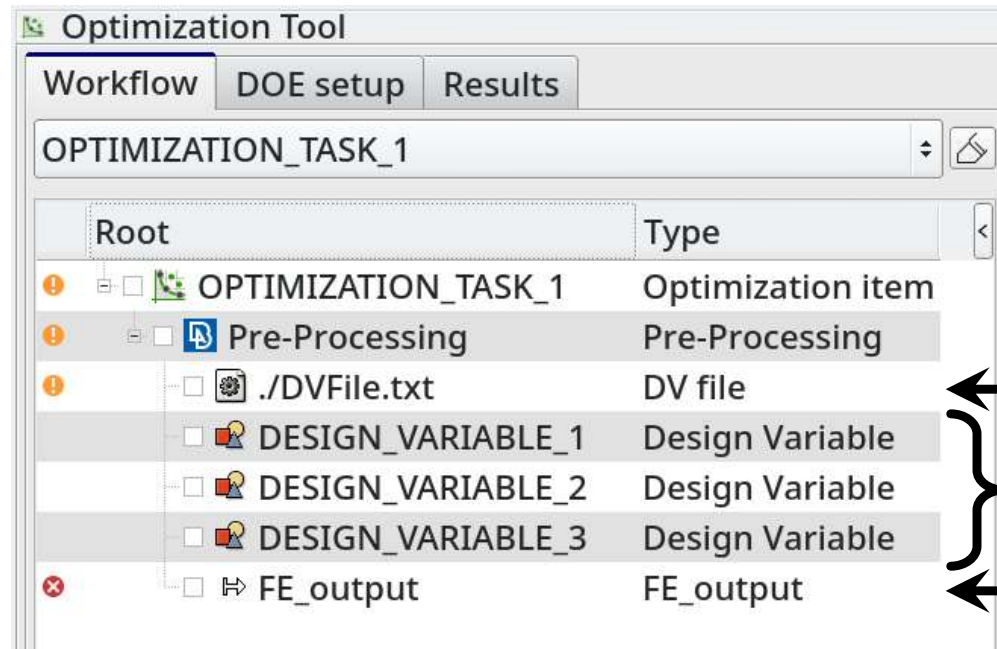 Optimization Tool
Workflow DOE setup Results
OPTIMIZATION_TASK_1
Root Type
OPTIMIZATION_TASK_1 Optimization item
Pre-Processing Pre-Processing
./DVFile.txt DV file
DESIGN_VARIABLE_1 Design Variable
DESIGN_VARIABLE_2 Design Variable
DESIGN_VARIABLE_3 Design Variable
FE_output FE_output